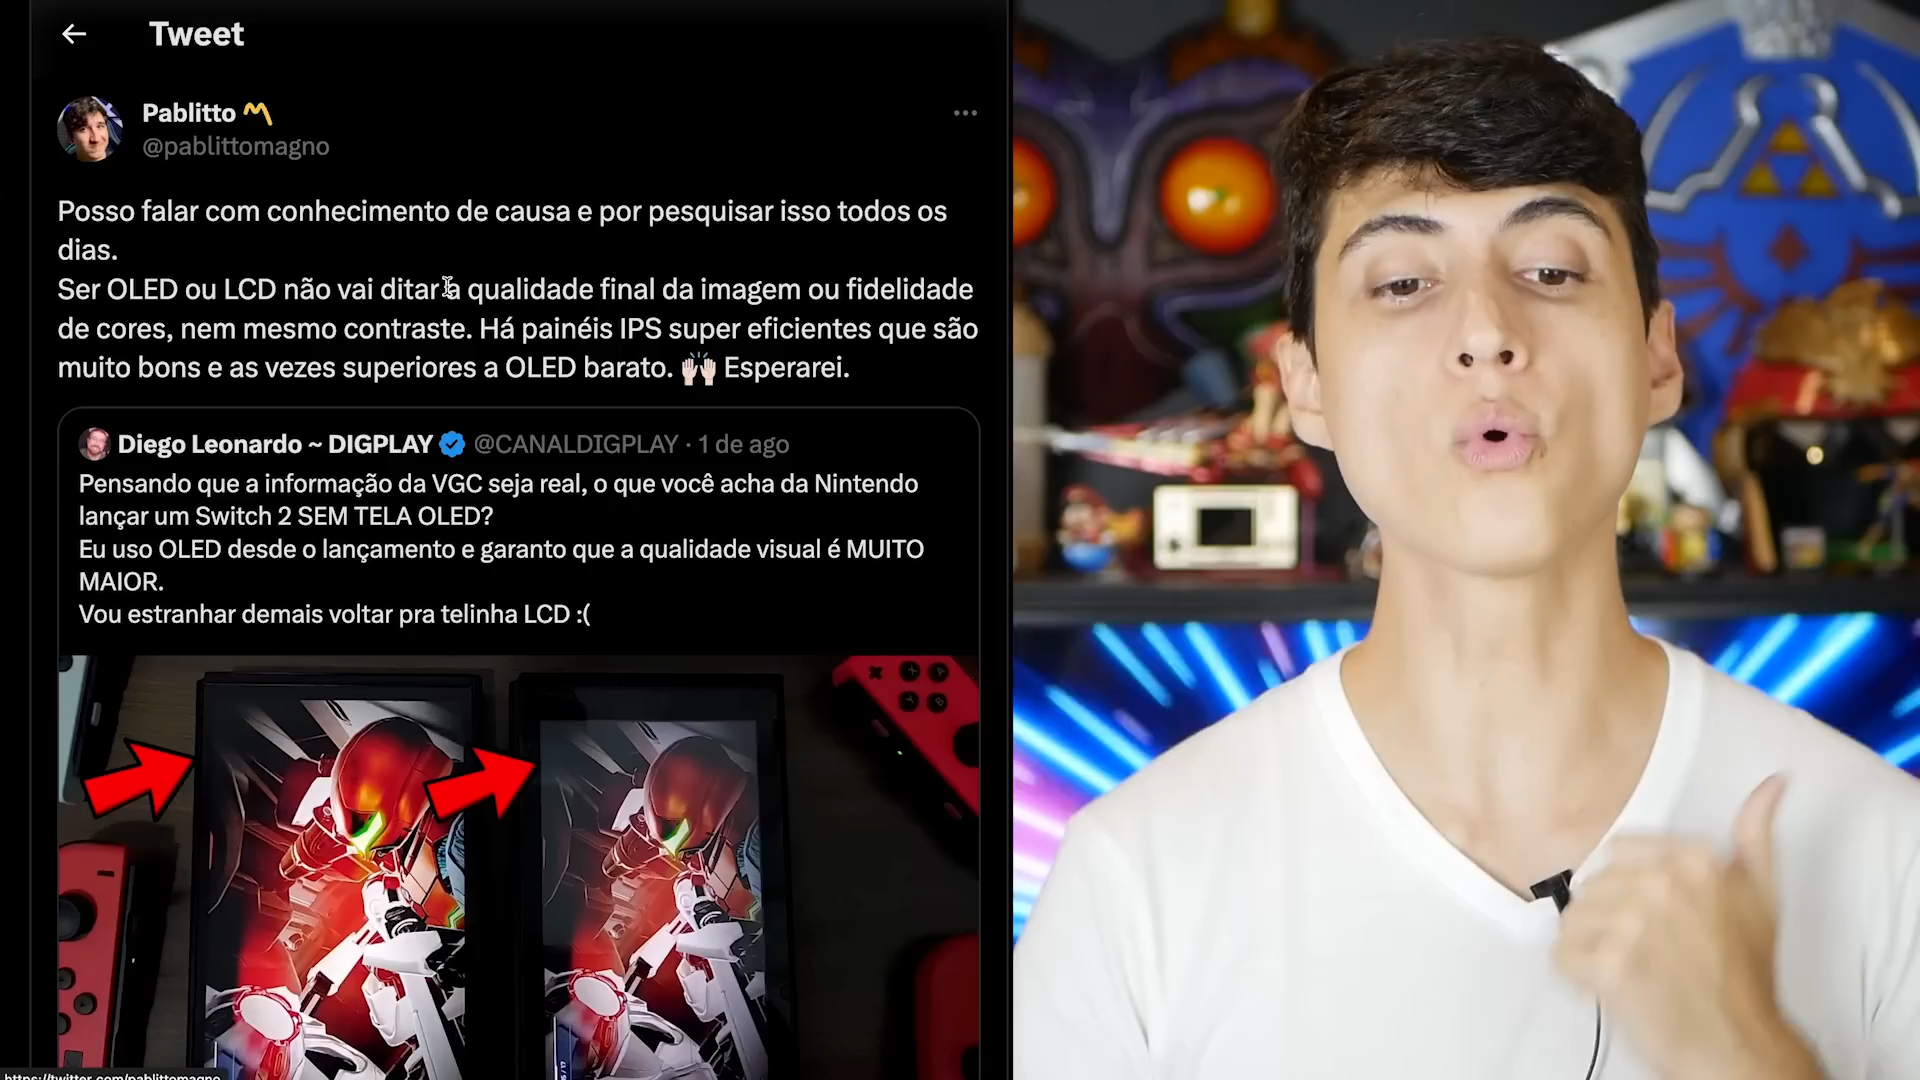 Tweet
Pablitto
@pablittomagno
Posso falar com conhecimento de causa e por pesquisar isso todos os
dias.
Ser OLED ou LCD não vai ditar a qualidade final da imagem ou fidelidade
de cores, nem mesmo contraste. Há painéis IPS super eficientes que são
muito bons e as vezes superiores a OLED barato. 🙌🏻 Esperarei.
Diego Leonardo ~ DIGPLAY @CANALDIGPLAY · 1 de ago
Pensando que a informação da VGC seja real, o que você acha da Nintendo
lançar um Switch 2 SEM TELA OLED?
Eu uso OLED desde o lançamento e garanto que a qualidade visual é MUITO
MAIOR.
Vou estranhar demais voltar pra telinha LCD :(
https://twitter.com/pablittomagno